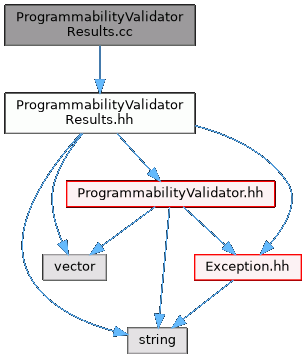 ProgrammabilityValidator
Results.cc
ProgrammabilityValidator
Results.hh
ProgrammabilityValidator.hh
vector
Exception.hh
string